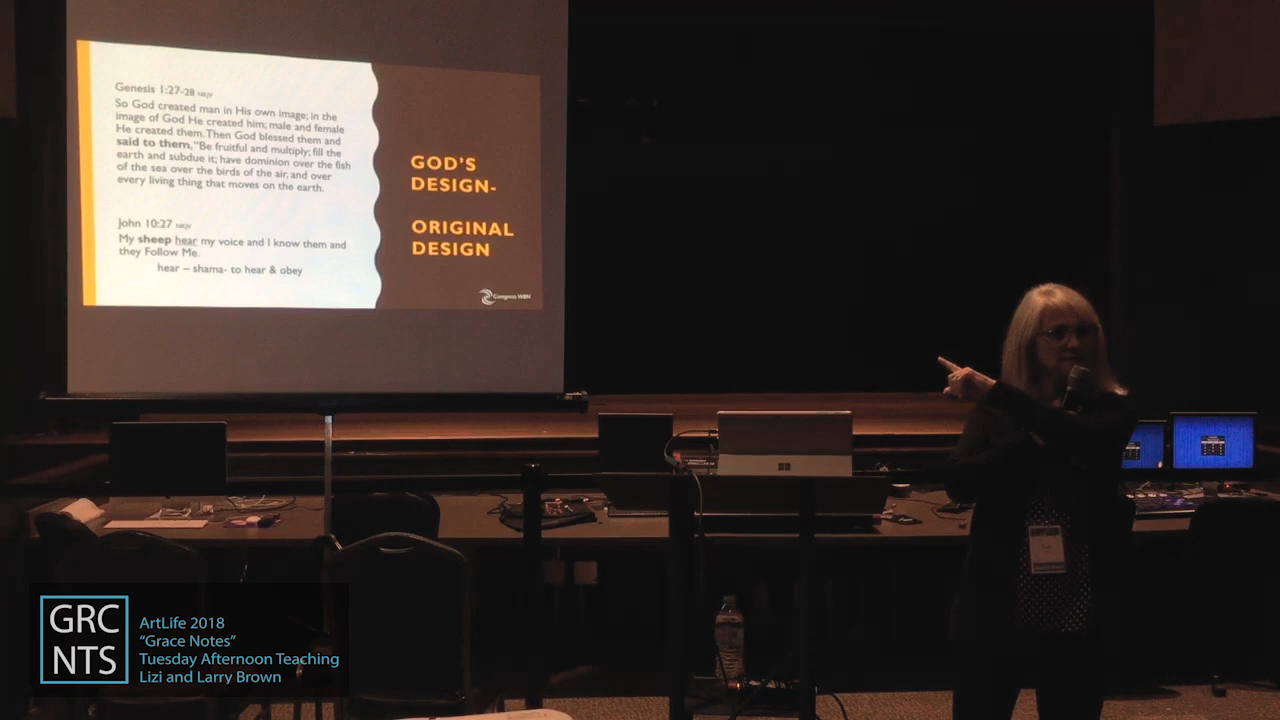 Genesis 1:27-28 NKJV
So God created man in His own image; in the
image of God He created him; male and female
He created them. Then God blessed them and
said to them, "Be fruitful and multiply; fill the
earth and subdue it; have dominion over the fish
of the sea over the birds of the air, and over
every living thing that moves on the earth.
John 10:27 NKJV
My sheep hear my voice and I know them and
they Follow Me.
hear – shama- to hear & obey
GOD'S
DESIGN-
ORIGINAL
DESIGN
Congress WBN
GRC
NTS
ArtLife 2018
“Grace Notes”
Tuesday Afternoon Teaching
Lizi and Larry Brown